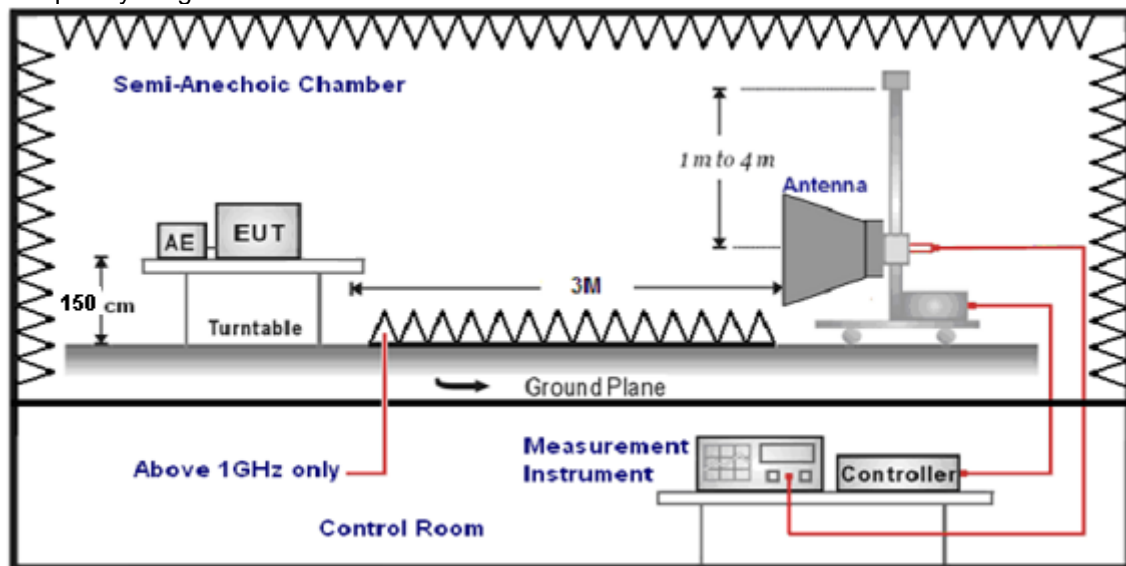 Semi-Anechoic Chamber
1 m to 4 m
Antenna
AE
EUT
150 cm
3M
Turntable
Ground Plane
Above 1GHz only
Measurement
Instrument
Controller
Control Room